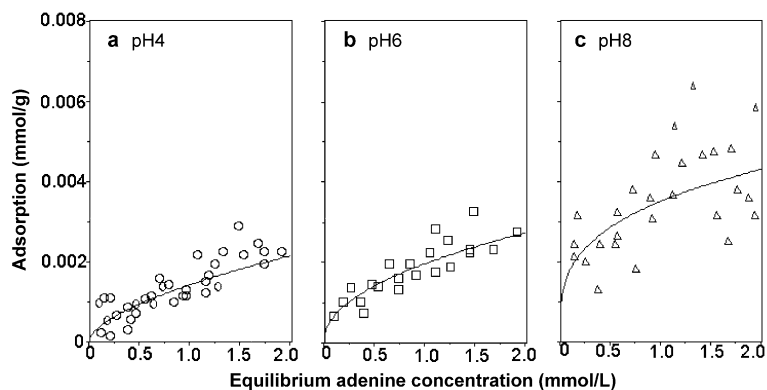 0.008
0.006
0.004
0.002
0
Adsorption (mmol/g)
a pH4
b pH6
c pH8
0 0.5 1.0 1.5 2.0
0 0.5 1.0 1.5 2.0
0 0.5 1.0 1.5 2.0
Equilibrium adenine concentration (mmol/L)